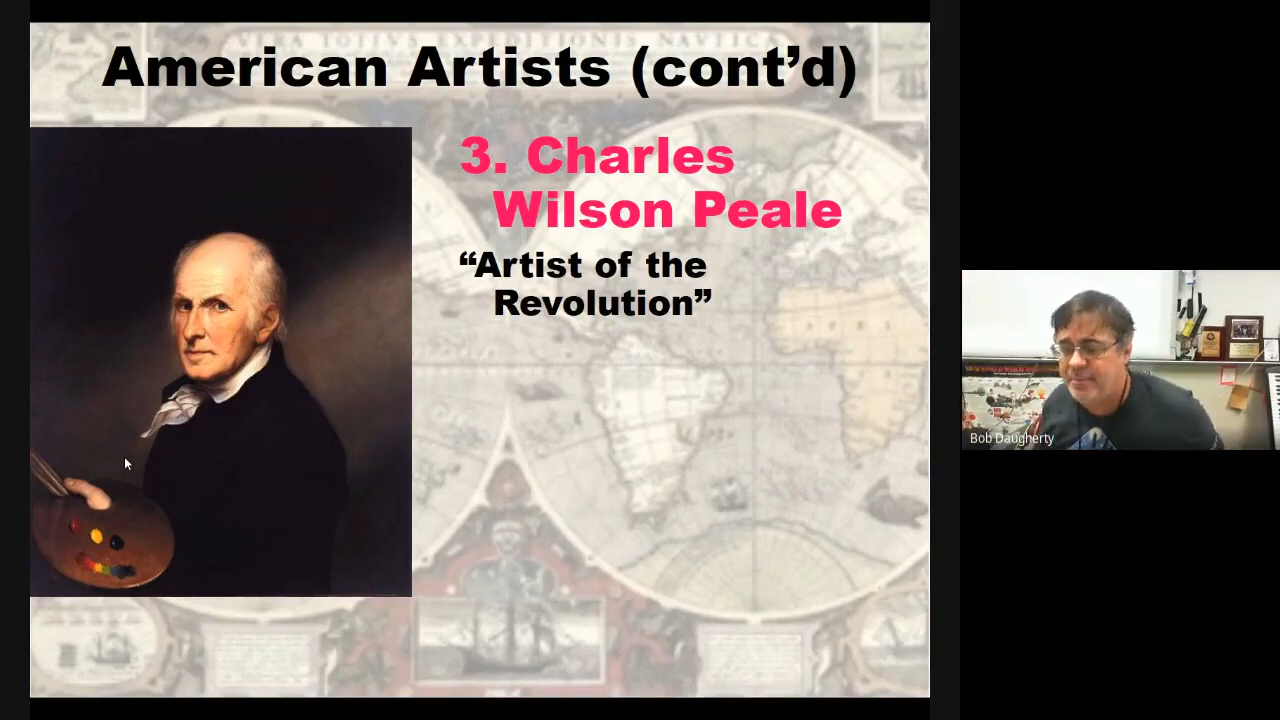 American Artists (cont’d)
3. Charles
Wilson Peale
“Artist of the
Revolution”
Bob Daugherty